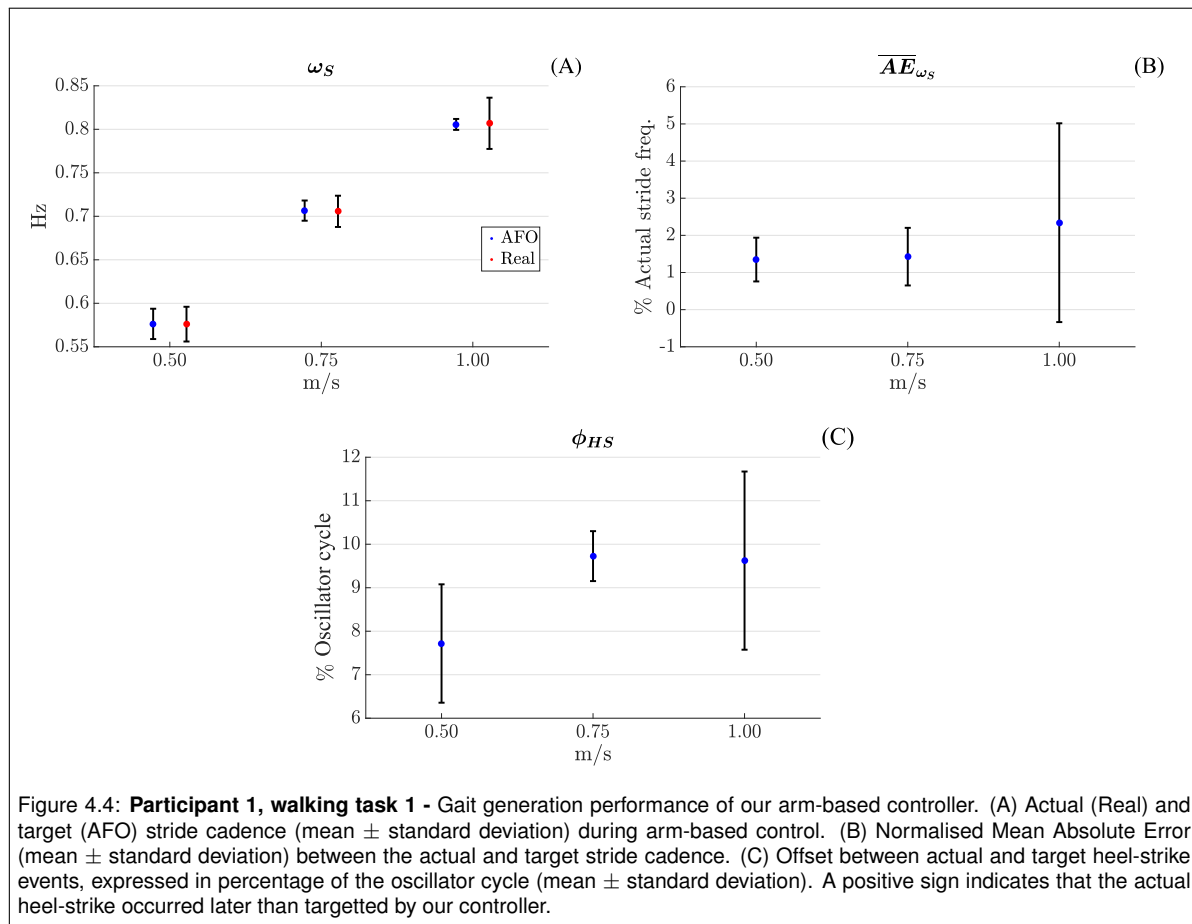 ωS
(A)
0.85
0.8
0.75
0.7
0.65
0.6
0.55
Hz
AFO
Real
0.50 0.75 1.00
m/s
AEωS
(B)
6
5
4
3
2
1
0
-1
% Actual stride freq.
0.50 0.75 1.00
m/s
ϕHS
(C)
12
11
10
9
8
7
6
% Oscillator cycle
0.50 0.75 1.00
m/s
Figure 4.4: Participant 1, walking task 1 - Gait generation performance of our arm-based controller. (A) Actual (Real) and
target (AFO) stride cadence (mean ± standard deviation) during arm-based control. (B) Normalised Mean Absolute Error
(mean ± standard deviation) between the actual and target stride cadence. (C) Offset between actual and target heel-strike
events, expressed in percentage of the oscillator cycle (mean ± standard deviation). A positive sign indicates that the actual
heel-strike occurred later than targetted by our controller.